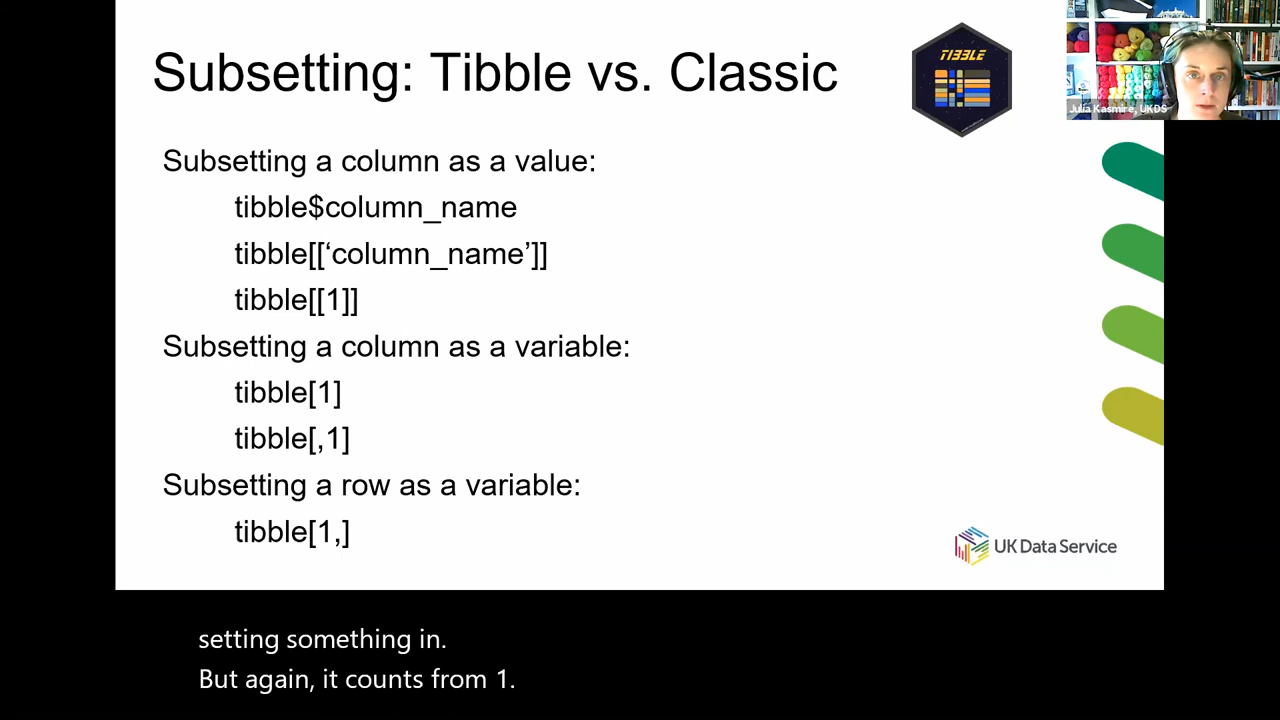 Subsetting: Tibble vs. Classic
TIBBLE
Julia Kasmire, UKDS
Subsetting a column as a value:
tibble$column_name
tibble[[‘column_name’]]
tibble[[1]]
Subsetting a column as a variable:
tibble[1]
tibble[,1]
Subsetting a row as a variable:
tibble[1,]
UK Data Service
setting something in.
But again, it counts from 1.